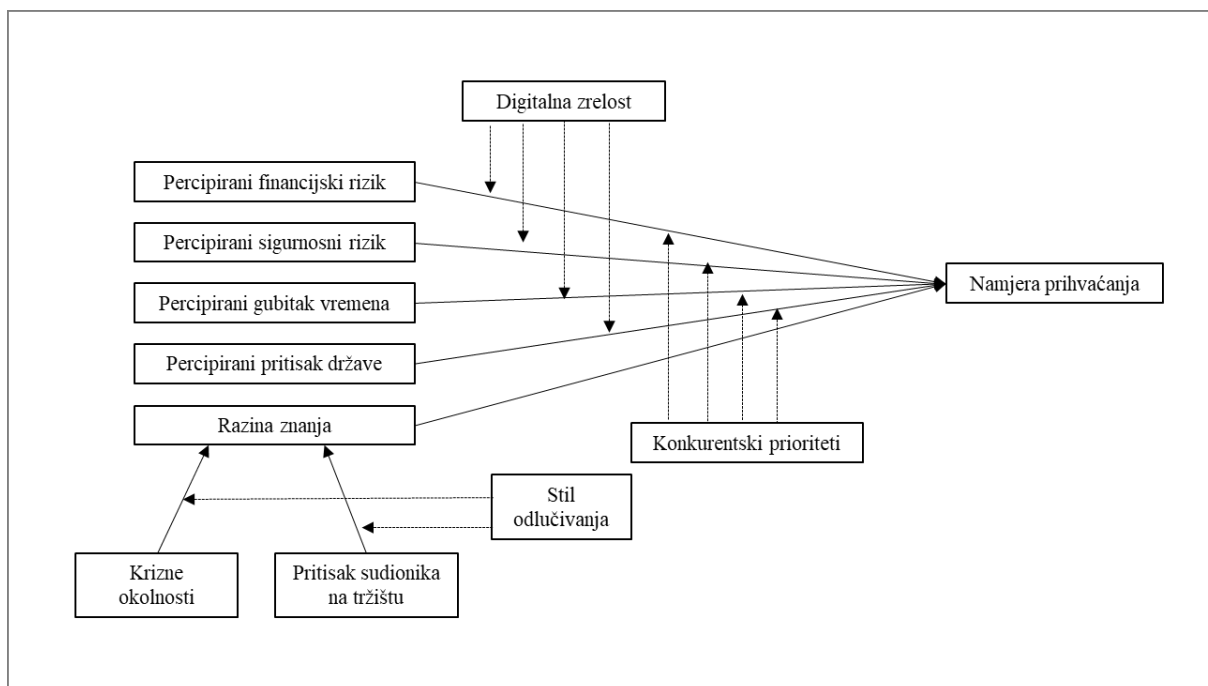 Digitalna zrelost
Percipirani financijski rizik
Percipirani sigurnosni rizik
Percipirani gubitak vremena
Percipirani pritisak države
Razina znanja
Namjera prihvaćanja
Konkurentski prioriteti
Stil
odlučivanja
Krizne
okolnosti
Pritisak sudionika
na tržištu